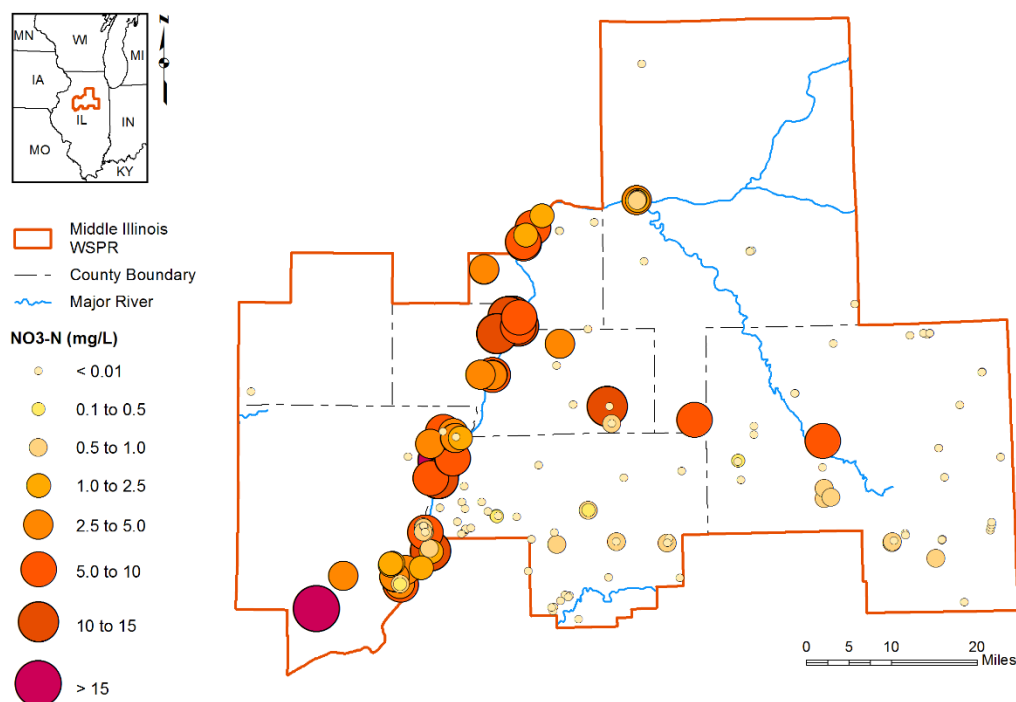 N
MN
WI
MI
IA
IL
IN
MO
KY
Middle Illinois
WSPR
County Boundary
Major River
NO3-N (mg/L)
< 0.01
0.1 to 0.5
0.5 to 1.0
1.0 to 2.5
2.5 to 5.0
5.0 to 10
10 to 15
> 15
0 5 10 20
Miles